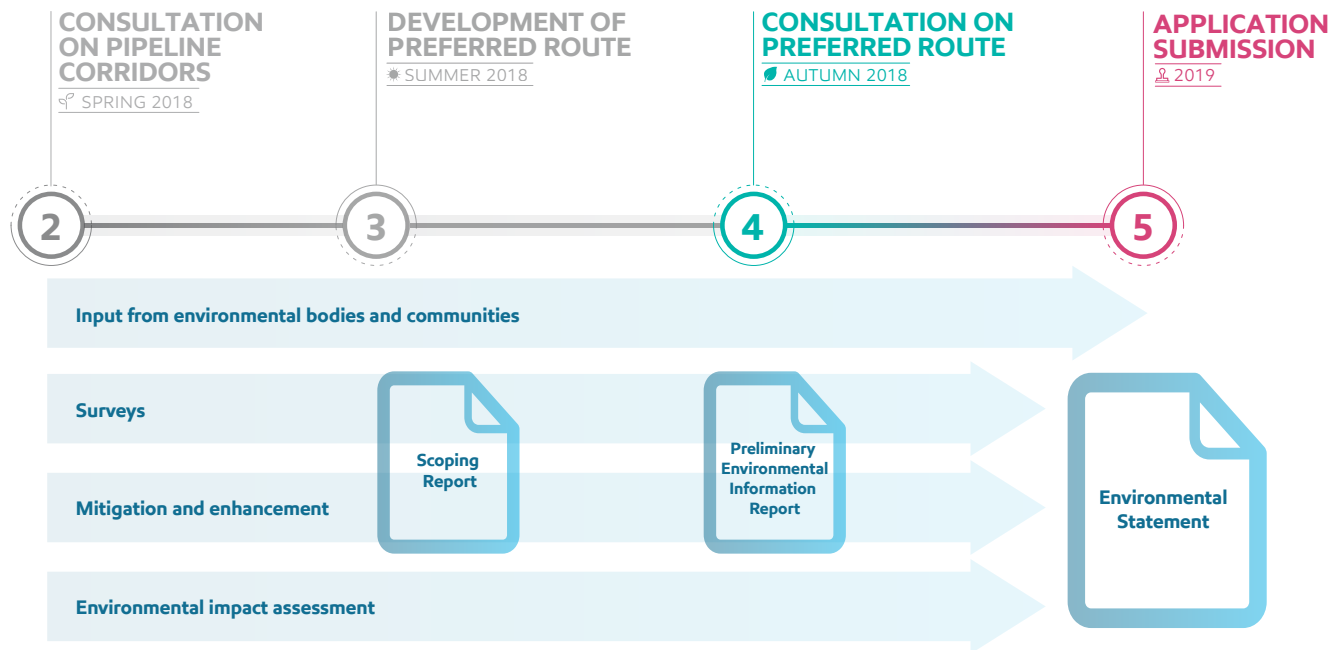 CONSULTATION
ON PIPELINE
CORRIDORS
SPRING 2018
DEVELOPMENT OF
PREFERRED ROUTE
SUMMER 2018
CONSULTATION ON
PREFERRED ROUTE
AUTUMN 2018
APPLICATION
SUBMISSION
2019
2
3
4
5
Input from environmental bodies and communities
Surveys
Mitigation and enhancement
Environmental impact assessment
Scoping
Report
Preliminary
Environmental
Information
Report
Environmental
Statement